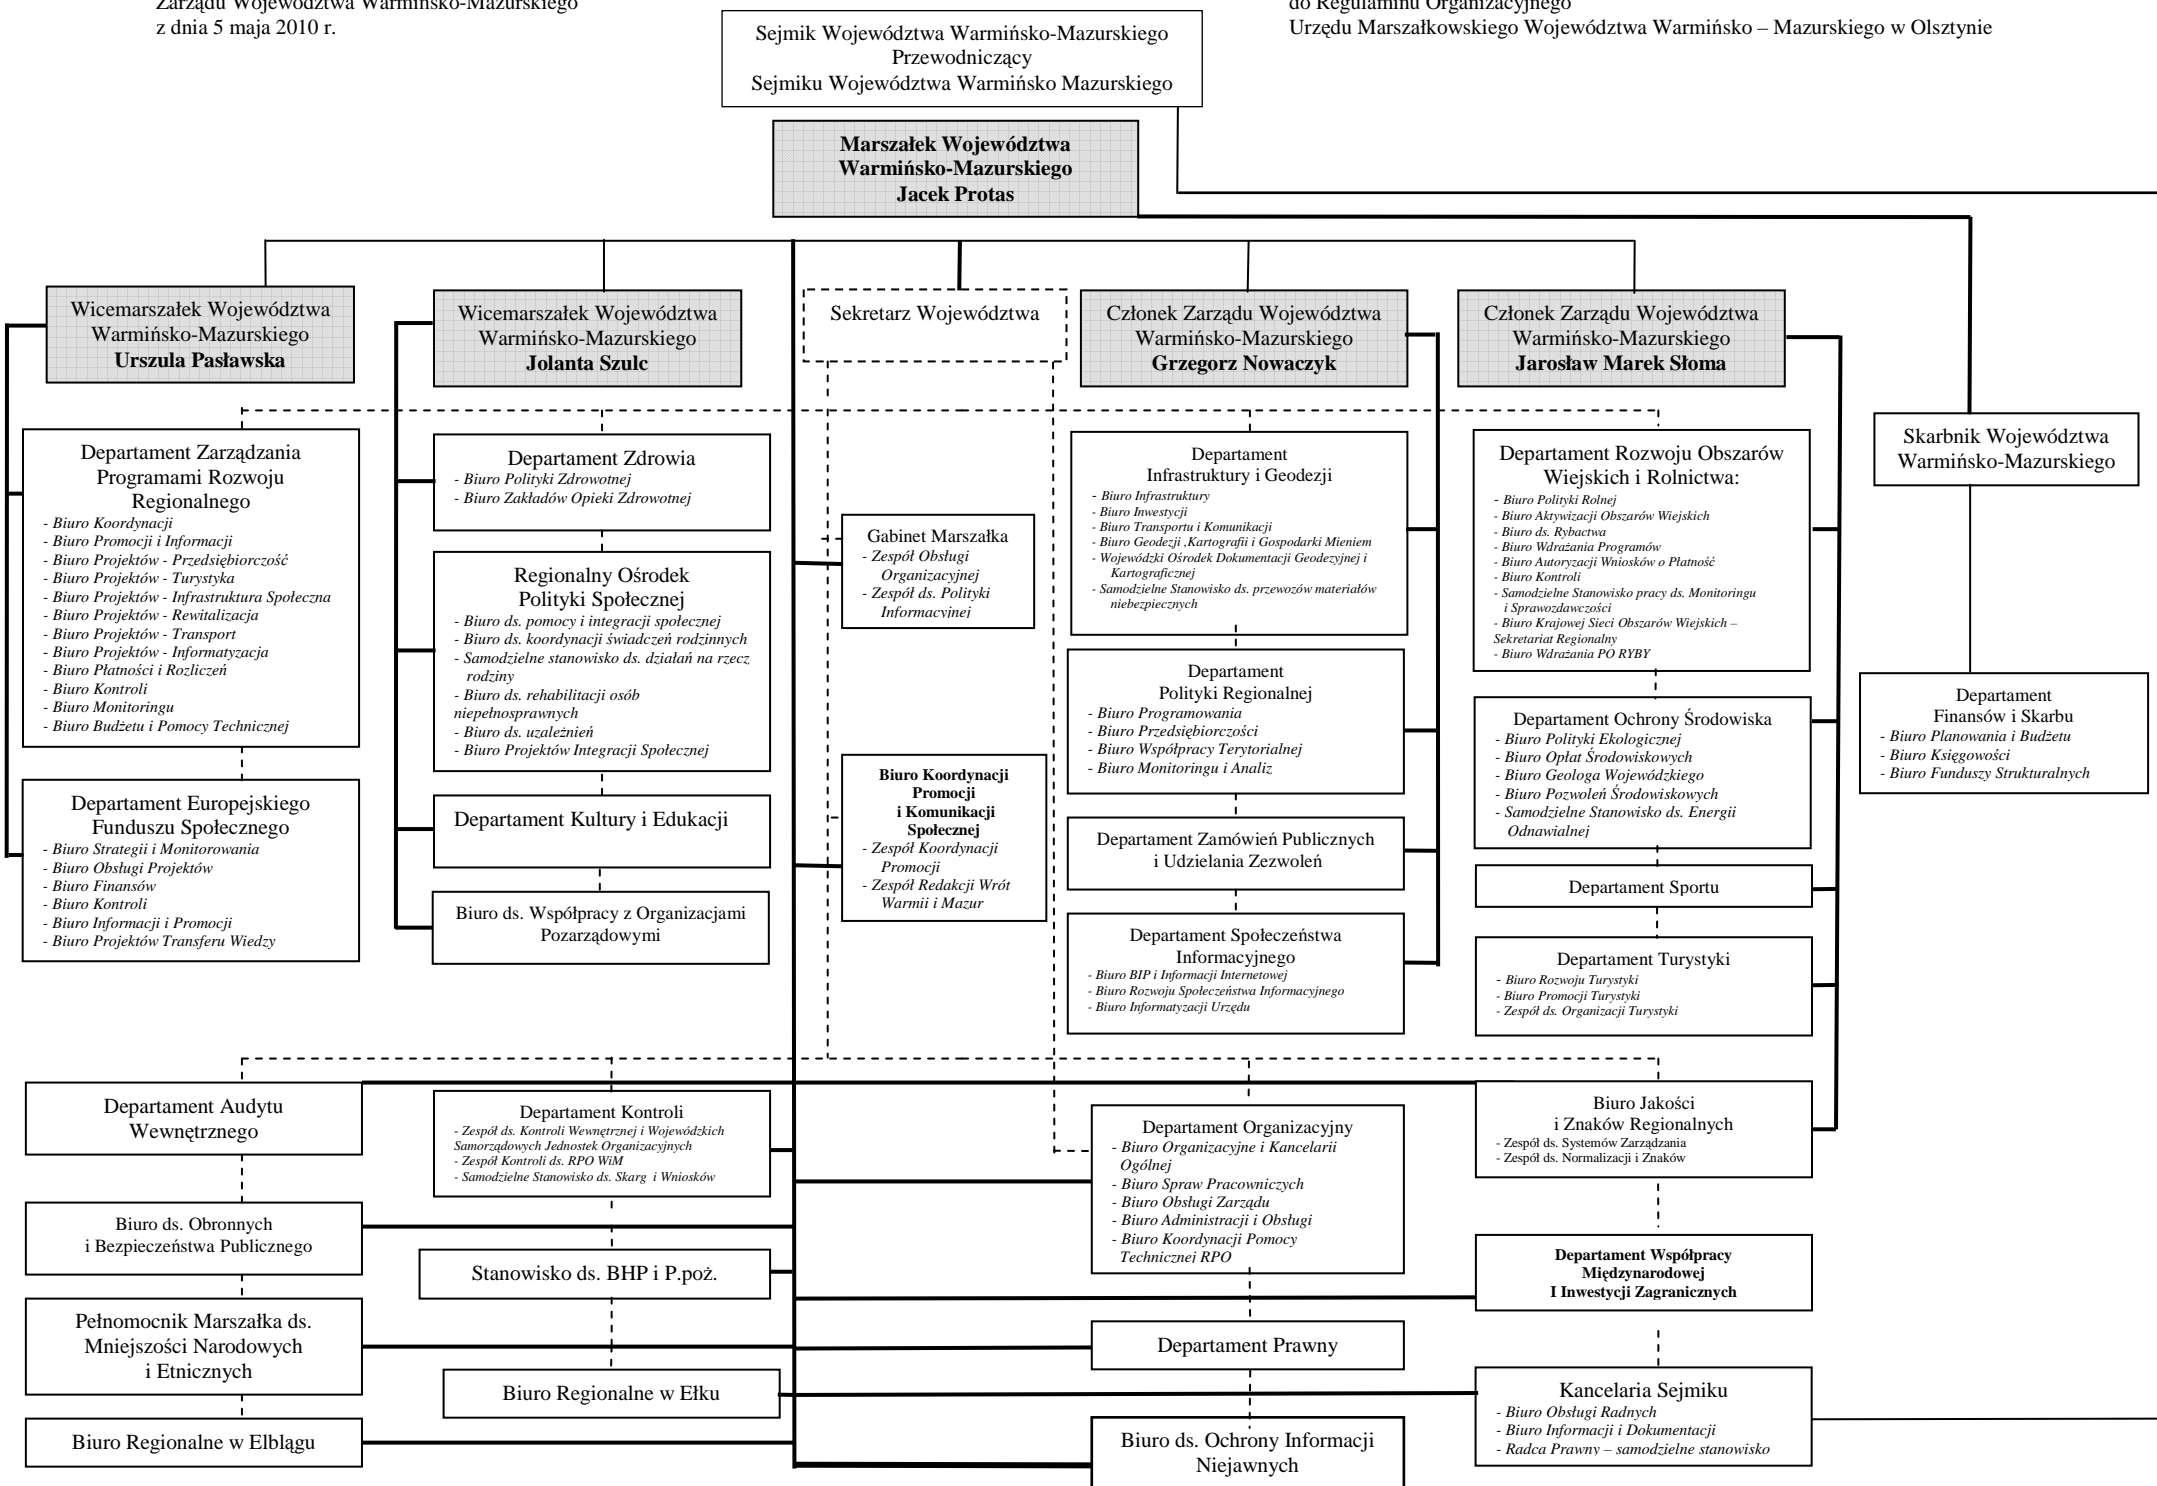 Zarządu Województwa Warmińsko-Mazurskiego
z dnia 5 maja 2010 r.
do Regulaminu Organizacyjnego
Urzędu Marszałkowskiego Województwa Warmińsko – Mazurskiego w Olsztynie
Sejmik Województwa Warmińsko-Mazurskiego
Przewodniczący
Sejmiku Województwa Warmińsko Mazurskiego
Marszałek Województwa
Warmińsko-Mazurskiego
Jacek Protas
Wicemarszałek Województwa
Warmińsko-Mazurskiego
Urszula Pasławska
Wicemarszałek Województwa
Warmińsko-Mazurskiego
Jolanta Szulc
Sekretarz Województwa
Członek Zarządu Województwa
Warmińsko-Mazurskiego
Grzegorz Nowaczyk
Członek Zarządu Województwa
Warmińsko-Mazurskiego
Jarosław Marek Słoma
Skarbnik Województwa
Warmińsko-Mazurskiego
Departament Zarządzania
Programami Rozwoju
Regionalnego
- Biuro Koordynacji
- Biuro Promocji i Informacji
- Biuro Projektów - Przedsiębiorczość
- Biuro Projektów - Turystyka
- Biuro Projektów - Infrastruktura Społeczna
- Biuro Projektów - Rewitalizacja
- Biuro Projektów - Transport
- Biuro Projektów - Informatyzacja
- Biuro Płatności i Rozliczeń
- Biuro Kontroli
- Biuro Monitoringu
- Biuro Budżetu i Pomocy Technicznej
Departament Europejskiego
Funduszu Społecznego
- Biuro Strategii i Monitorowania
- Biuro Obsługi Projektów
- Biuro Finansów
- Biuro Kontroli
- Biuro Informacji i Promocji
- Biuro Projektów Transferu Wiedzy
Departament Zdrowia
- Biuro Polityki Zdrowotnej
- Biuro Zakładów Opieki Zdrowotnej
Regionalny Ośrodek
Polityki Społecznej
- Biuro ds. pomocy i integracji społecznej
- Biuro ds. koordynacji świadczeń rodzinnych
- Samodzielne stanowisko ds. działań na rzecz
rodziny
- Biuro ds. rehabilitacji osób
niepełnosprawnych
- Biuro ds. uzależnień
- Biuro Projektów Integracji Społecznej
Departament Kultury i Edukacji
Biuro ds. Współpracy z Organizacjami
Pozarządowymi
Gabinet Marszałka
- Zespół Obsługi
Organizacyjnej
- Zespół ds. Polityki
Informacyjnej
Biuro Koordynacji
Promocji
i Komunikacji
Społecznej
- Zespół Koordynacji
Promocji
- Zespół Redakcji Wrót
Warmii i Mazur
Departament
Infrastruktury i Geodezji
- Biuro Infrastruktury
- Biuro Inwestycji
- Biuro Transportu i Komunikacji
- Biuro Geodezji ,Kartografii i Gospodarki Mieniem
- Wojewódzki Ośrodek Dokumentacji Geodezyjnej i
Kartograficznej
- Samodzielne Stanowisko ds. przewozów materiałów
niebezpiecznych
Departament
Polityki Regionalnej
- Biuro Programowania
- Biuro Przedsiębiorczości
- Biuro Współpracy Terytorialnej
- Biuro Monitoringu i Analiz
Departament Zamówień Publicznych
i Udzielania Zezwoleń
Departament Społeczeństwa
Informacyjnego
- Biuro BIP i Informacji Internetowej
- Biuro Rozwoju Społeczeństwa Informacyjnego
- Biuro Informatyzacji Urzędu
Departament Rozwoju Obszarów
Wiejskich i Rolnictwa:
- Biuro Polityki Rolnej
- Biuro Aktywizacji Obszarów Wiejskich
- Biuro ds. Rybactwa
- Biuro Wdrażania Programów
- Biuro Autoryzacji Wniosków o Płatność
- Biuro Kontroli
- Samodzielne Stanowisko pracy ds. Monitoringu
i Sprawozdawczości
- Biuro Krajowej Sieci Obszarów Wiejskich –
Sekretariat Regionalny
- Biuro Wdrażania PO RYBY
Departament Ochrony Środowiska
- Biuro Polityki Ekologicznej
- Biuro Opłat Środowiskowych
- Biuro Geologa Wojewódzkiego
- Biuro Pozwoleń Środowiskowych
- Samodzielne Stanowisko ds. Energii
Odnawialnej
Departament Sportu
Departament Turystyki
- Biuro Rozwoju Turystyki
- Biuro Promocji Turystyki
- Zespół ds. Organizacji Turystyki
Departament
Finansów i Skarbu
- Biuro Planowania i Budżetu
- Biuro Księgowości
- Biuro Funduszy Strukturalnych
Departament Audytu
Wewnętrznego
Biuro ds. Obronnych
i Bezpieczeństwa Publicznego
Pełnomocnik Marszałka ds.
Mniejszości Narodowych
i Etnicznych
Biuro Regionalne w Elblągu
Departament Kontroli
- Zespół ds. Kontroli Wewnętrznej i Wojewódzkich
Samorządowych Jednostek Organizacyjnych
- Zespół Kontroli ds. RPO WiM
- Samodzielne Stanowisko ds. Skarg i Wniosków
Stanowisko ds. BHP i P.poż.
Biuro Regionalne w Ełku
Departament Organizacyjny
- Biuro Organizacyjne i Kancelarii
Ogólnej
- Biuro Spraw Pracowniczych
- Biuro Obsługi Zarządu
- Biuro Administracji i Obsługi
- Biuro Koordynacji Pomocy
Technicznej RPO
Departament Prawny
Biuro ds. Ochrony Informacji
Niejawnych
Biuro Jakości
i Znaków Regionalnych
- Zespół ds. Systemów Zarządzania
- Zespół ds. Normalizacji i Znaków
Departament Współpracy
Międzynarodowej
I Inwestycji Zagranicznych
Kancelaria Sejmiku
- Biuro Obsługi Radnych
- Biuro Informacji i Dokumentacji
- Radca Prawny – samodzielne stanowisko